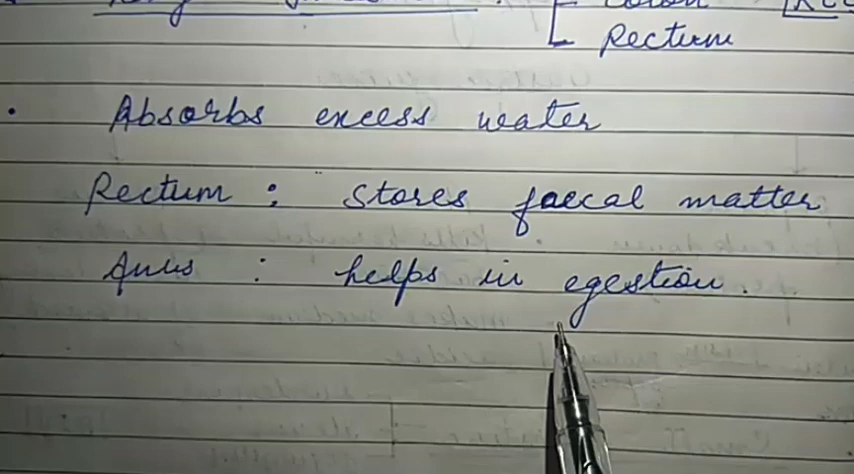 Rectum
Absorbs excess water
Rectum : stores faecal matter
Anus : helps in egestion.